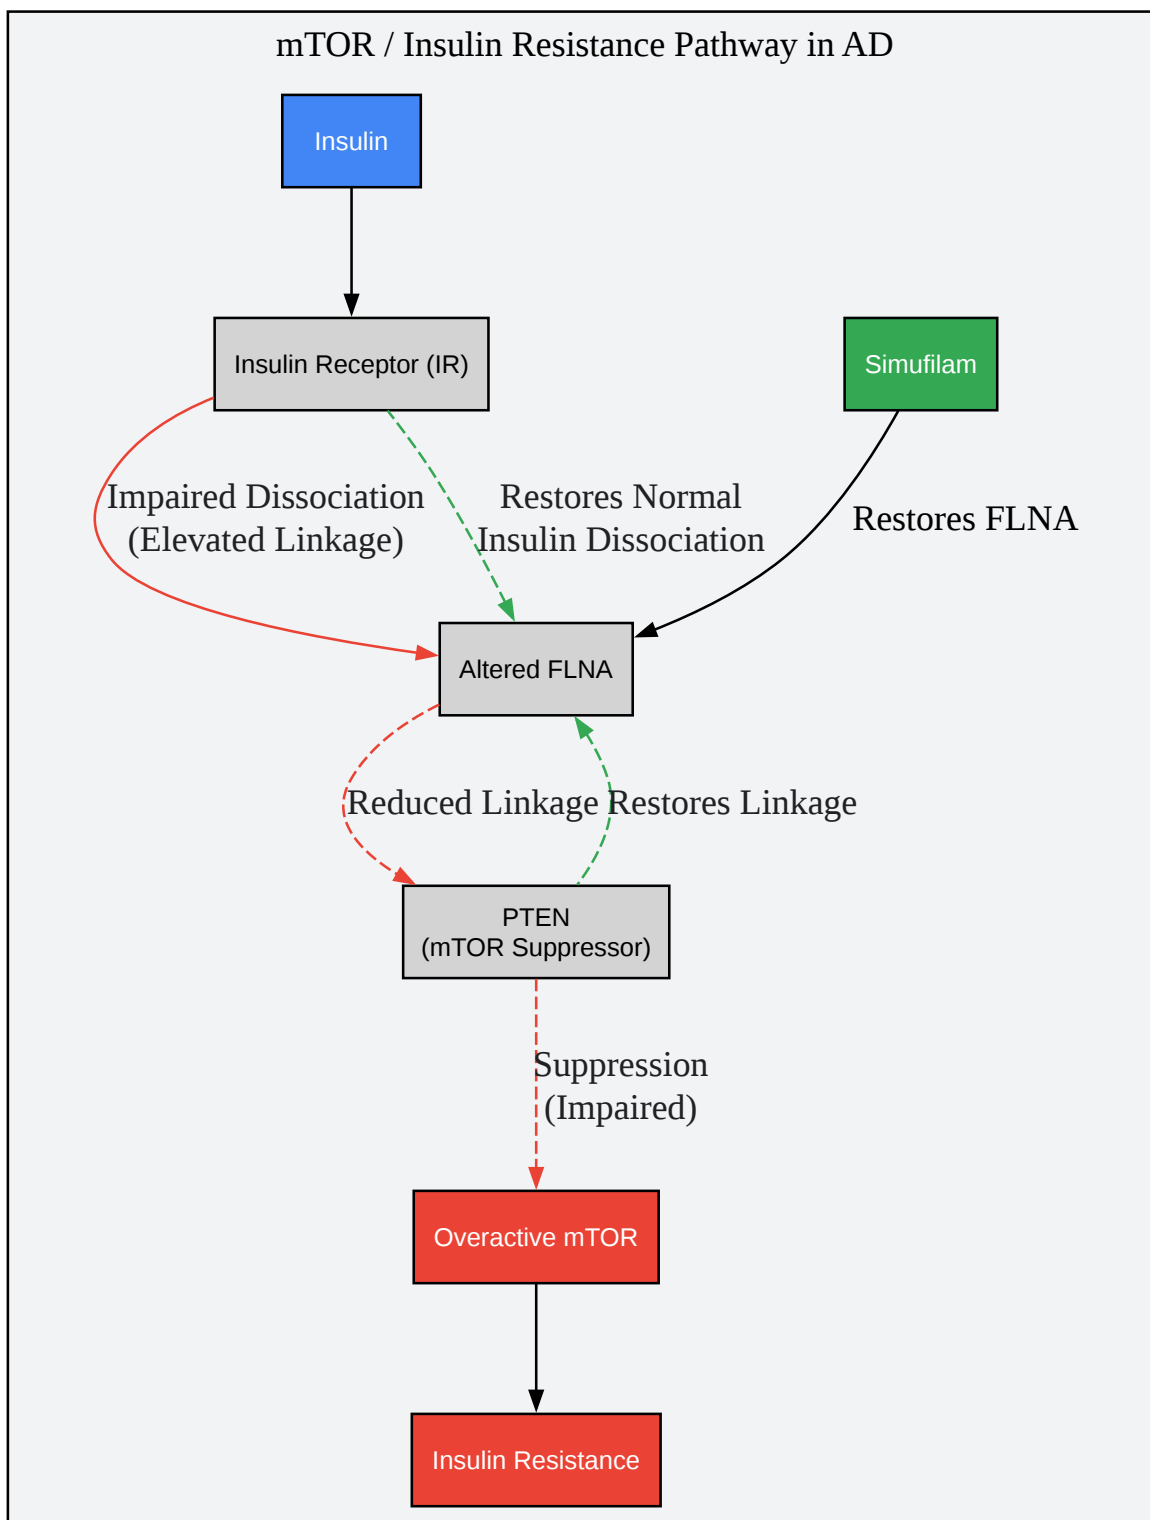 mTOR / Insulin Resistance Pathway in AD
Insulin
Insulin Receptor (IR)
Simufilam
Impaired Dissociation
(Elevated Linkage)
Restores Normal
Insulin Dissociation
Restores FLNA
Altered FLNA
Reduced Linkage
Restores Linkage
PTEN
(mTOR Suppressor)
Suppression
(Impaired)
Overactive mTOR
Insulin Resistance